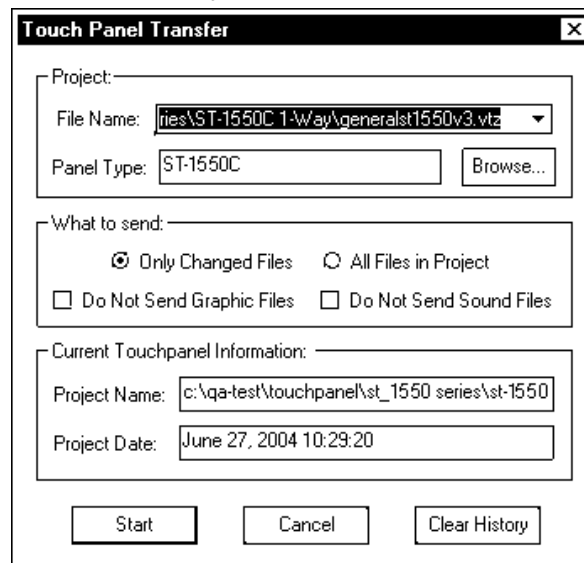 Touch Panel Transfer
Project:
File Name: ries\ST-1550C 1-Way\generalst1550v3.vtz
Panel Type: ST-1550C Browse...
What to send:
Only Changed Files All Files in Project
Do Not Send Graphic Files Do Not Send Sound Files
Current Touchpanel Information:
Project Name: c:\qa-test\touchpanel\st_1550 series\st-1550
Project Date: June 27, 2004 10:29:20
Start Cancel Clear History